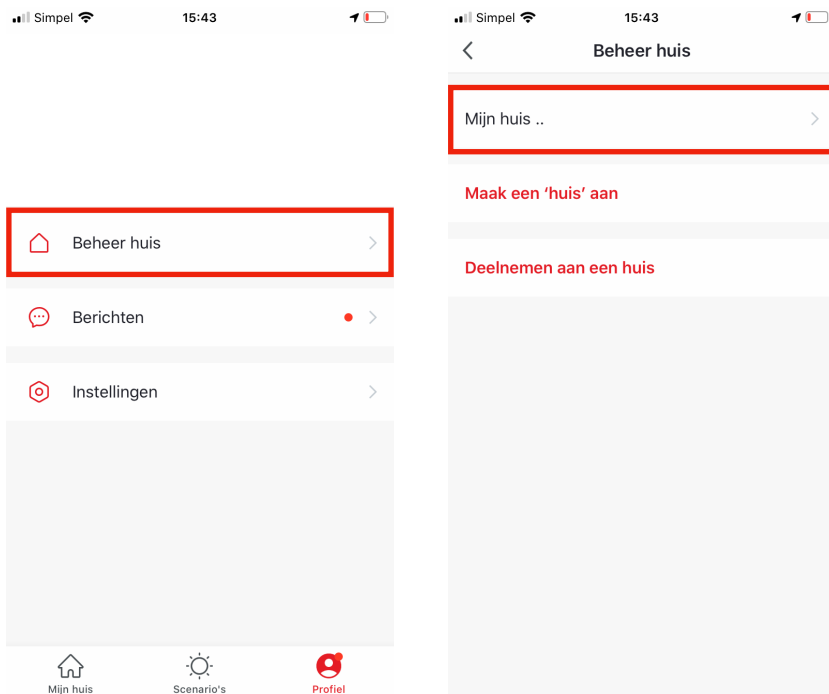 Simpel 15:43
Beheer huis
Berichten
Instellingen
Mijn huis Scenario's Profiel
Simpel 15:43
Beheer huis
Mijn huis ..
Maak een ‘huis’ aan
Deelnemen aan een huis